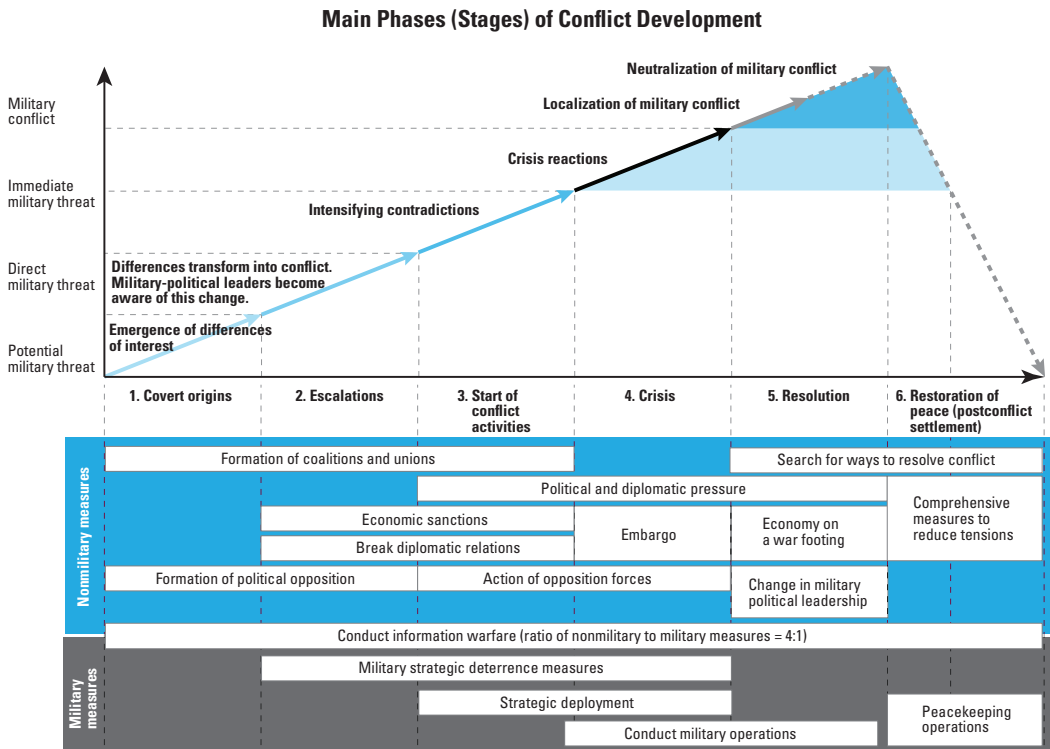 Main Phases (Stages) of Conflict Development
Neutralization of military conflict
Military
conflict
Localization of military conflict
Crisis reactions
Immediate
military threat
Intensifying contradictions
Direct
military threat
Differences transform into conflict.
Military-political leaders become
aware of this change.
Emergence of differences
of interest
Potential
military threat
1. Covert origins
2. Escalations
3. Start of
conflict
activities
4. Crisis
5. Resolution
6. Restoration of
peace (postconflict
settlement)
Nonmilitary measures
Formation of coalitions and unions
Search for ways to resolve conflict
Political and diplomatic pressure
Comprehensive
measures to
reduce tensions
Economic sanctions
Break diplomatic relations
Embargo
Economy on
a war footing
Formation of political opposition
Action of opposition forces
Change in military
political leadership
Conduct information warfare (ratio of nonmilitary to military measures = 4:1)
Military
measures
Military strategic deterrence measures
Strategic deployment
Conduct military operations
Peacekeeping
operations